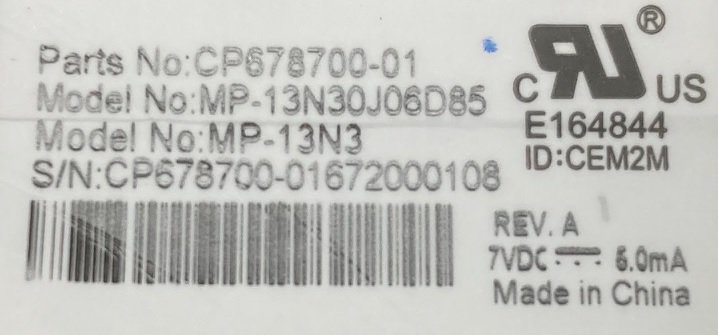 Parts No:CP678700-01
Model No:MP-13N30J06D85
Model No:MP-13N3
S/N:CP678700-01672000108
C UR US ®
E164844
ID:CEM2M
REV. A
7VDC ⎓ 6.0mA
Made in China